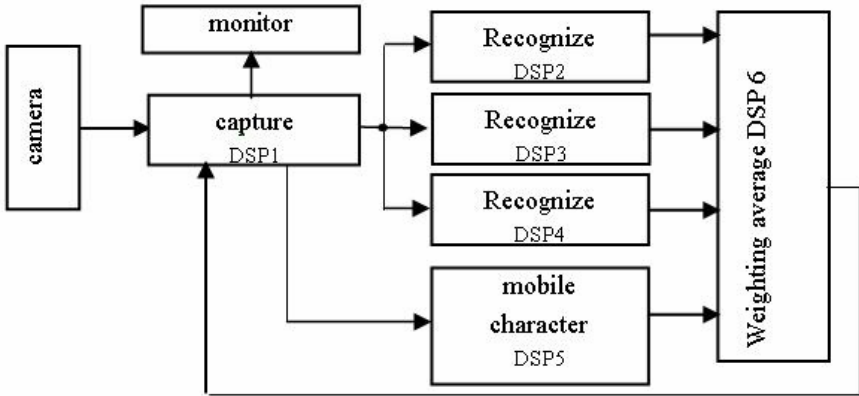 monitor
camera
capture
DSP1
Recognize
DSP2
Recognize
DSP3
Recognize
DSP4
mobile
character
DSP5
Weighting average DSP 6